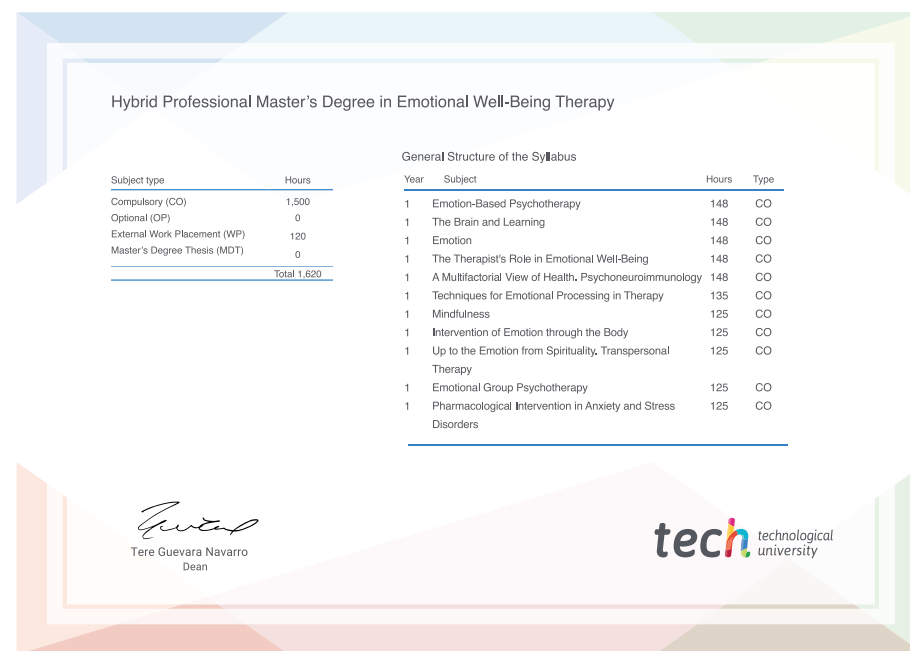 Hybrid Professional Master's Degree in Emotional Well-Being Therapy
Subject type Hours
Compulsory (CO) 1,500
Optional (OP) 0
External Work Placement (WP) 120
Master's Degree Thesis (MDT) 0
Total 1,620
General Structure of the Syllabus
Year Subject Hours Type
1 Emotion-Based Psychotherapy 148 CO
1 The Brain and Learning 148 CO
1 Emotion 148 CO
1 The Therapist's Role in Emotional Well-Being 148 CO
1 A Multifactorial View of Health. Psychoneuroimmunology 148 CO
1 Techniques for Emotional Processing in Therapy 135 CO
1 Mindfulness 125 CO
1 Intervention of Emotion through the Body 125 CO
1 Up to the Emotion from Spirituality. Transpersonal 125 CO
Therapy
1 Emotional Group Psychotherapy 125 CO
1 Pharmacological Intervention in Anxiety and Stress 125 CO
Disorders
Tere Guevara Navarro
Dean
tech technological
university